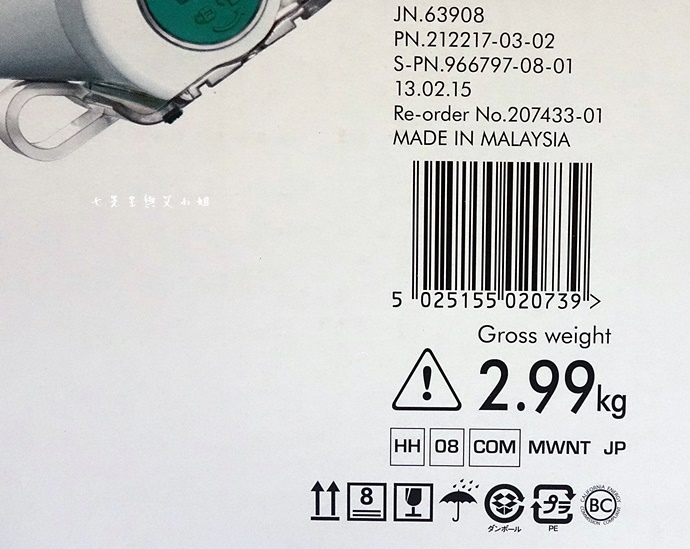 JN.63908
PN.212217-03-02
S-PN.966797-08-01
13.02.15
Re-order No.207433-01
MADE IN MALAYSIA
5 025155 020739 >
Gross weight
2.99kg
HH 08 COM MWNT JP
8
ダンボール
プラ
PE
CALIFORNIA ENERGY
BC